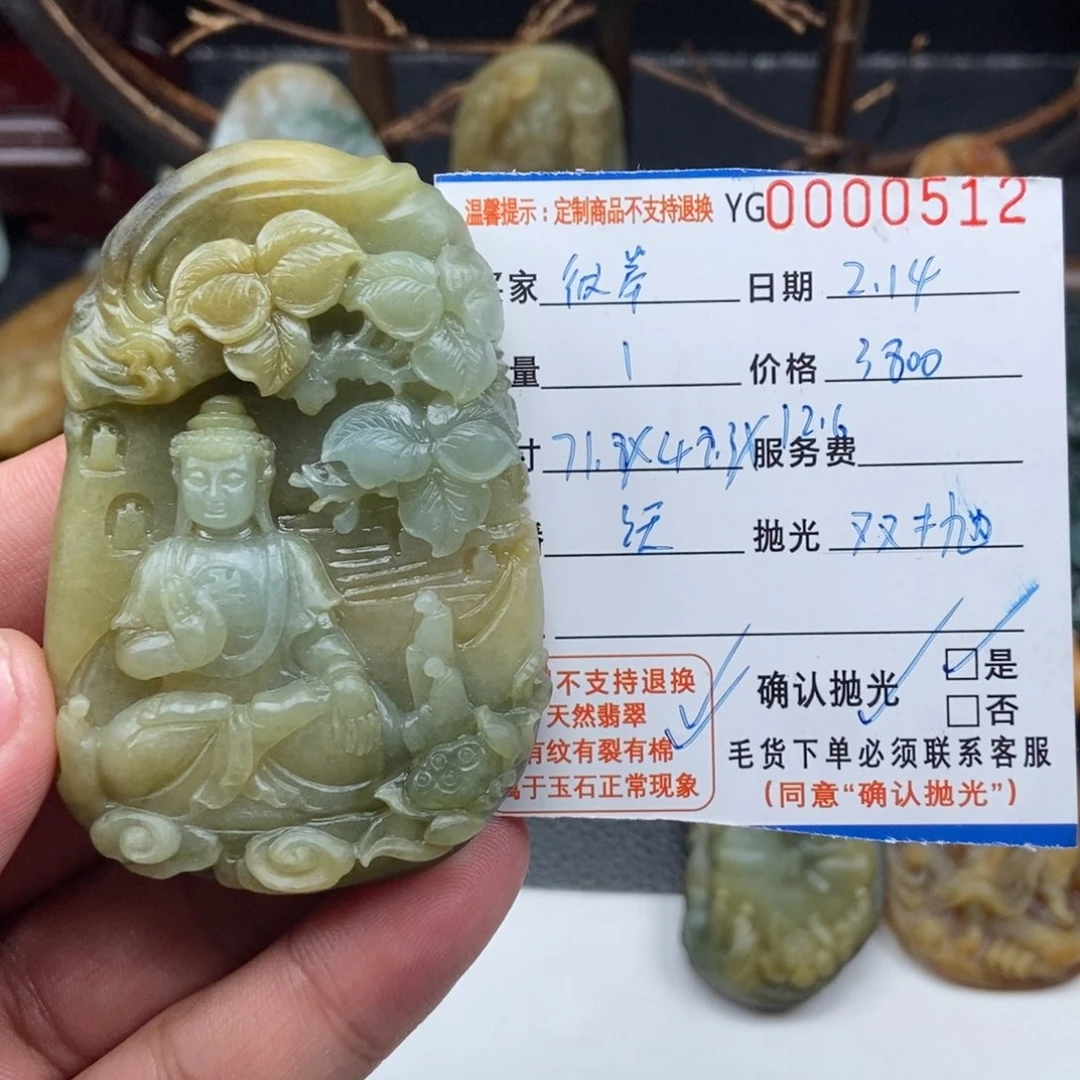 温馨提示：定制商品不支持退换 YG0000512
家 日期 2.14
量 1 价格 3800
寸 服务费
抛光 双抛
不支持退换
天然翡翠
有纹有裂有棉
于玉石正常现象
确认抛光 是
否
毛货下单必须联系客服
（同意“确认抛光”）